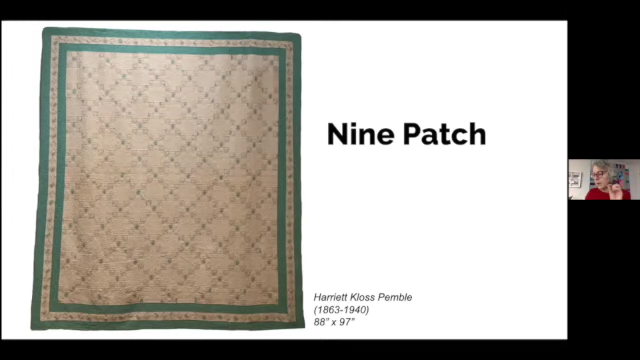 Nine Patch
Harriett Kloss Pemble
(1863-1940)
88" x 97"